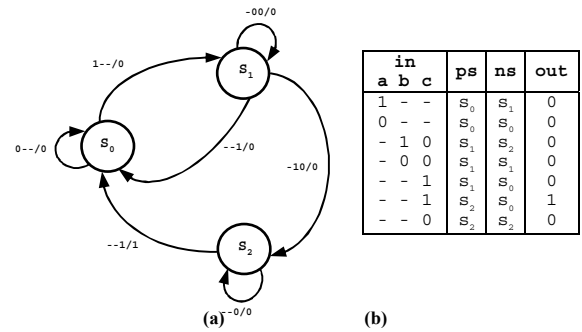 -00/0
S₁
1--/0
S₀
0--/0
--1/0
-10/0
--1/1
S₂
--0/0
(a)
in
a b c ps ns out
1 - - S₀ S₁ 0
0 - - S₀ S₀ 0
- 1 0 S₁ S₂ 0
- 0 0 S₁ S₁ 0
- - 1 S₁ S₀ 0
- - 1 S₂ S₀ 1
- - 0 S₂ S₂ 0
(b)